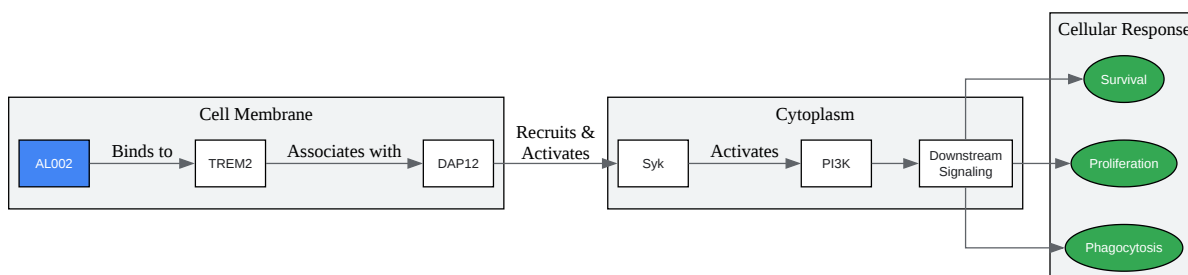 Cellular Response
Survival
Cell Membrane
Cytoplasm
AL002
Binds to
TREM2
Associates with
DAP12
Recruits &
Activates
Syk
Activates
PI3K
Downstream
Signaling
Proliferation
Phagocytosis